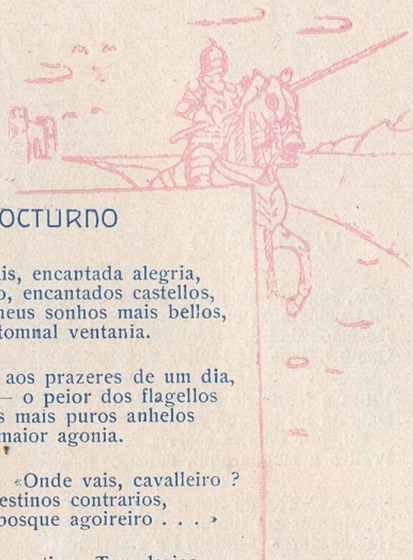 OCTURNO
is, encantada alegria,
o, encantados castellos,
neus sonhos mais bellos,
tomnal ventania.
aos prazeres de um dia,
— o peior dos flagellos
s mais puros anhelos
maior agonia.
«Onde vais, cavalleiro ?
estinos contrarios,
bosque agoireiro . . . »